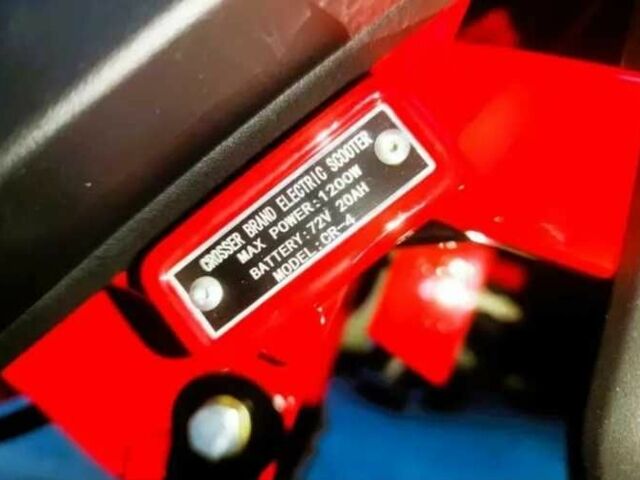 CROSSER BRAND ELECTRIC SCOOTER
MAX POWER:1200W
BATTERY:72V 20AH
MODEL:CR-4